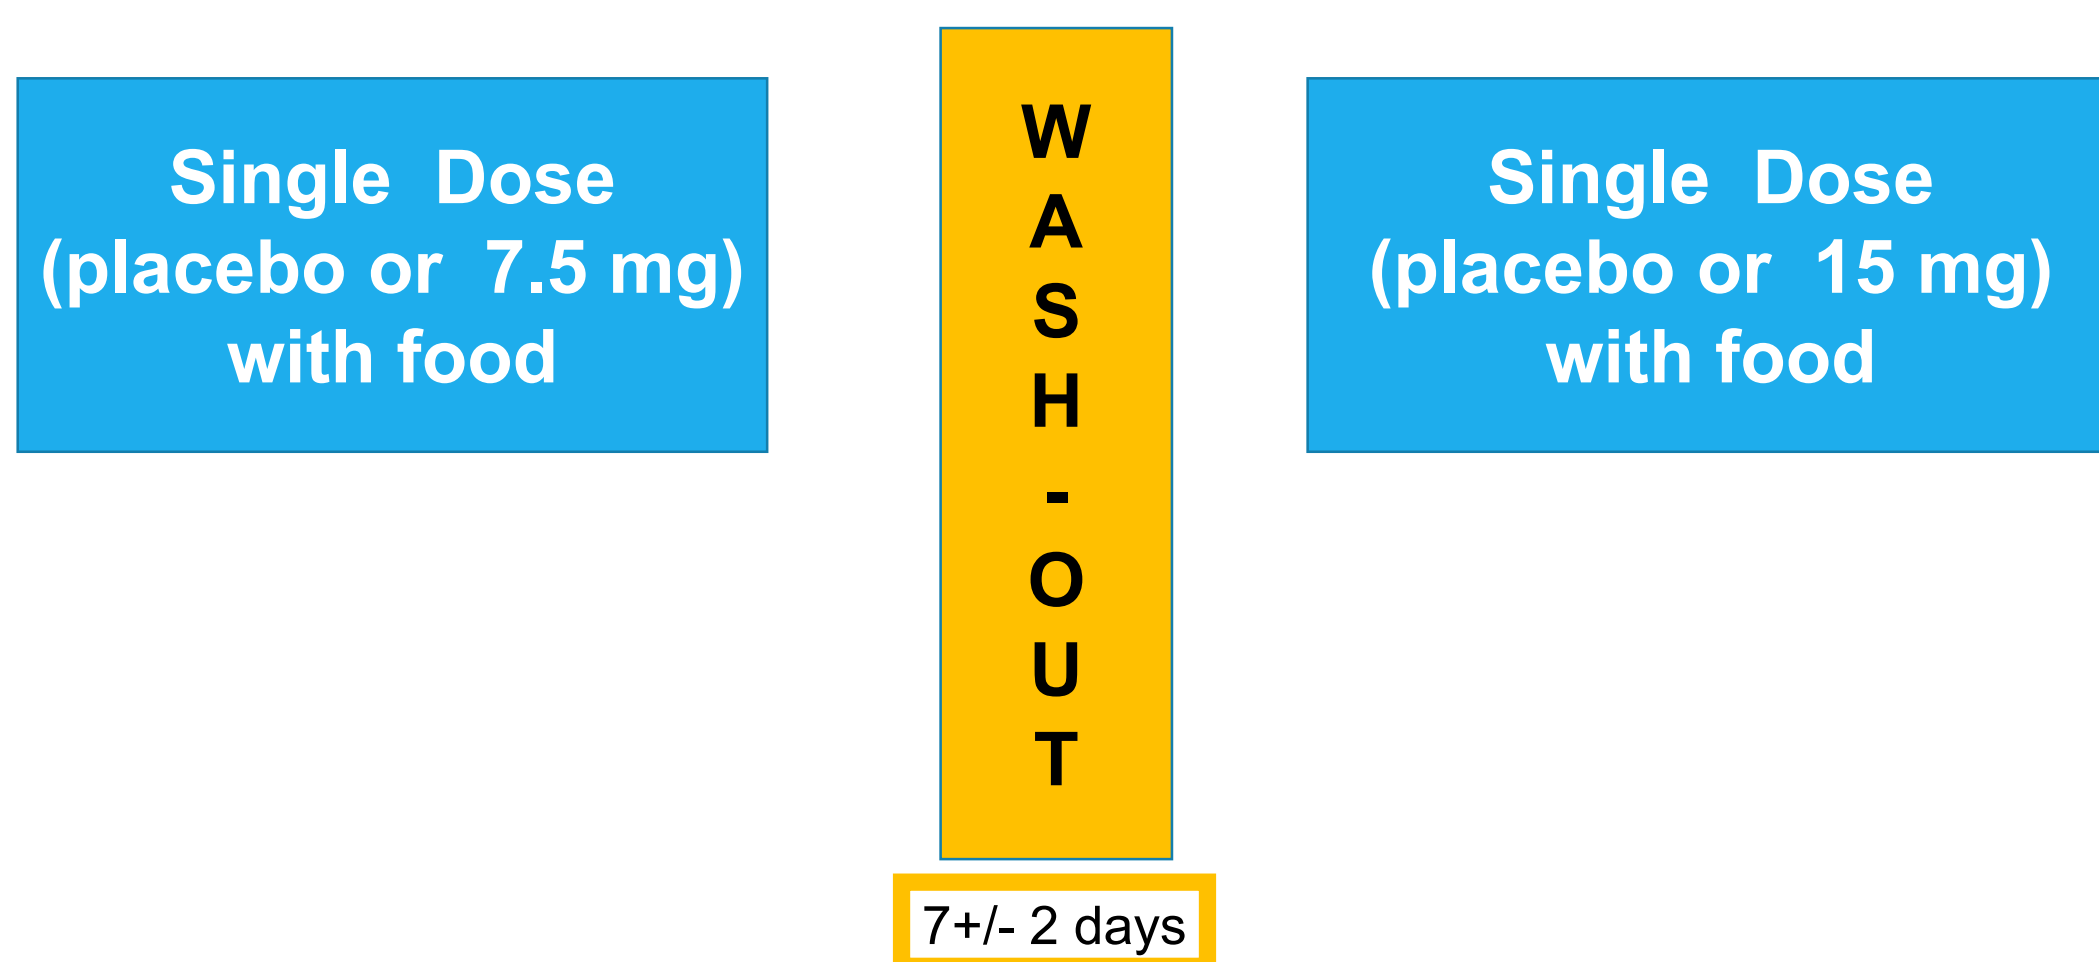 Single Dose
(placebo or 7.5 mg)
with food
W
A
S
H
-
O
U
T
7+/- 2 days
Single Dose
(placebo or 15 mg)
with food